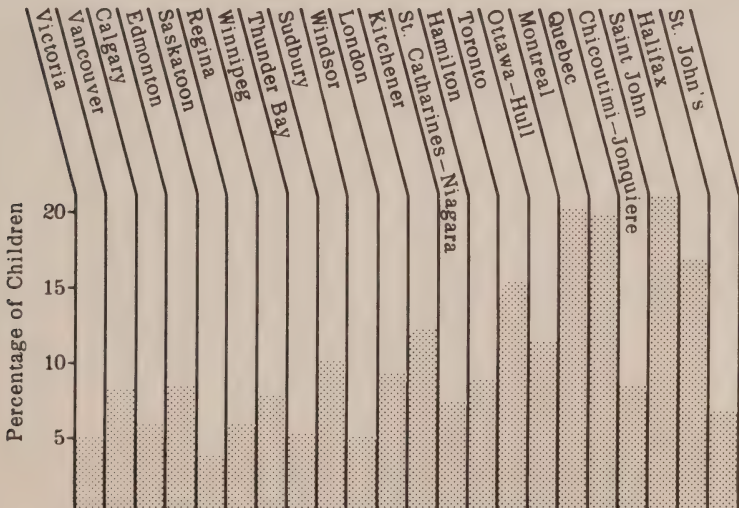 Victoria
Vancouver
Calgary
Edmonton
Saskatoon
Regina
Winnipeg
Thunder Bay
Sudbury
Windsor
London
Kitchener
St. Catharines–Niagara
Hamilton
Toronto
Ottawa–Hull
Montreal
Quebec
Chicoutimi–Jonquiere
Saint John
Halifax
St. John's
Percentage of Children
20
15
10
5